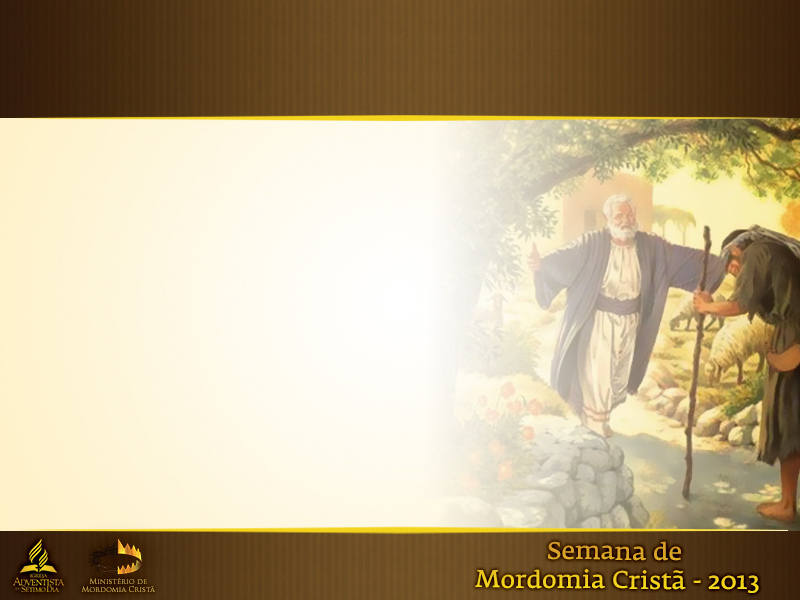 IGREJA
ADVENTISTA
DO SÉTIMO DIA
MINISTÉRIO DE
MORDOMIA CRISTÃ
Semana de
Mordomia Cristã - 2013